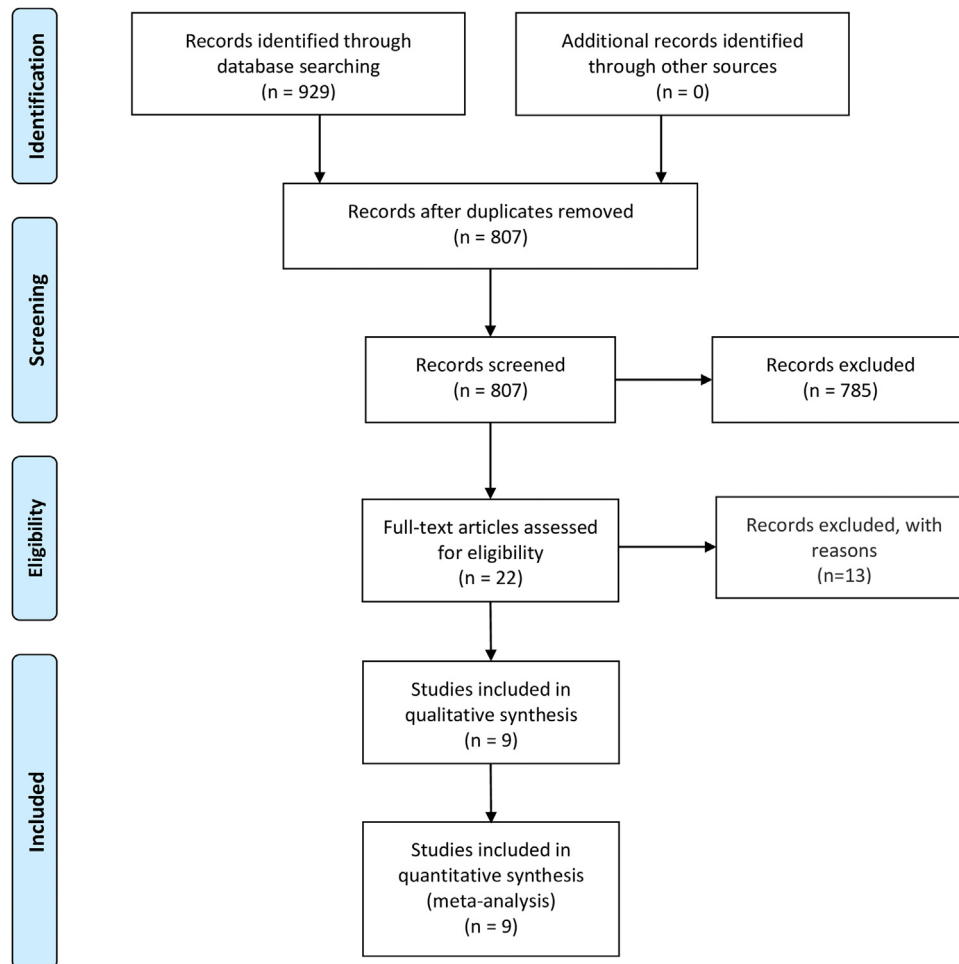 Identification
Records identified through
database searching
(n = 929)
Additional records identified
through other sources
(n = 0)
Records after duplicates removed
(n = 807)
Screening
Records screened
(n = 807)
Records excluded
(n = 785)
Eligibility
Full-text articles assessed
for eligibility
(n = 22)
Records excluded, with
reasons
(n=13)
Included
Studies included in
qualitative synthesis
(n = 9)
Studies included in
quantitative synthesis
(meta-analysis)
(n = 9)